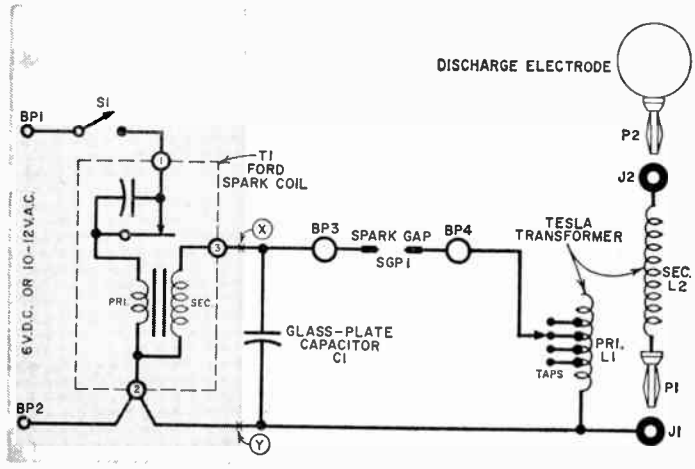 DISCHARGE ELECTRODE
P2
S1
BP1
T1
FORD
SPARK COIL
1
J2
TESLA
TRANSFORMER
X
BP3
SPARK GAP
SGP1
BP4
3
6 V.D.C. OR 10-12 V.A.C.
PRI.
SEC.
SEC.
L2
GLASS-PLATE
CAPACITOR
C1
PRI.
L1
TAPS
P1
2
BP2
Y
J1